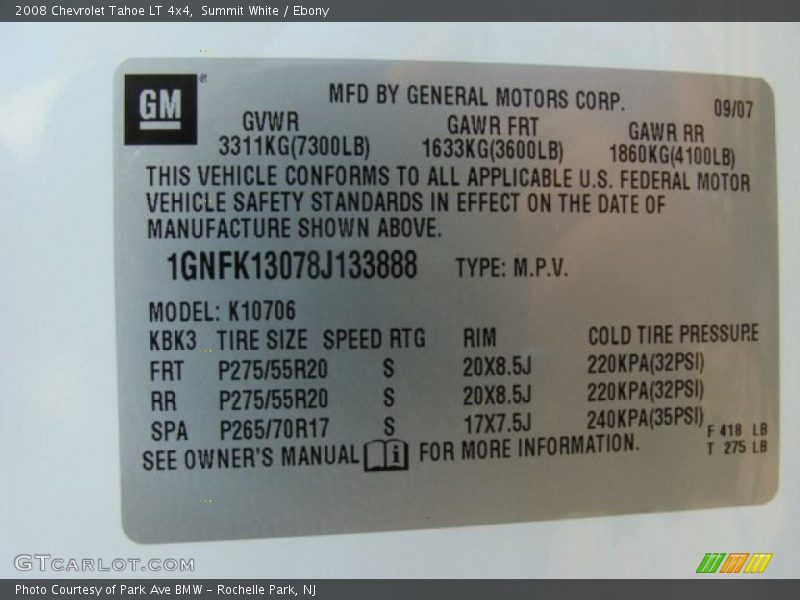 2008 Chevrolet Tahoe LT 4x4, Summit White / Ebony
GM ®
MFD BY GENERAL MOTORS CORP. 09/07
GVWR GAWR FRT GAWR RR
3311KG(7300LB) 1633KG(3600LB) 1860KG(4100LB)
THIS VEHICLE CONFORMS TO ALL APPLICABLE U.S. FEDERAL MOTOR
VEHICLE SAFETY STANDARDS IN EFFECT ON THE DATE OF
MANUFACTURE SHOWN ABOVE.
1GNFK13078J133888 TYPE: M.P.V.
MODEL: K10706
KBK3 TIRE SIZE SPEED RTG RIM COLD TIRE PRESSURE
FRT P275/55R20 S 20X8.5J 220KPA(32PSI)
RR P275/55R20 S 20X8.5J 220KPA(32PSI)
SPA P265/70R17 S 17X7.5J 240KPA(35PSI) F 418 LB
T 275 LB
SEE OWNER'S MANUAL i FOR MORE INFORMATION.
GTCARLOT.COM
Photo Courtesy of Park Ave BMW - Rochelle Park, NJ